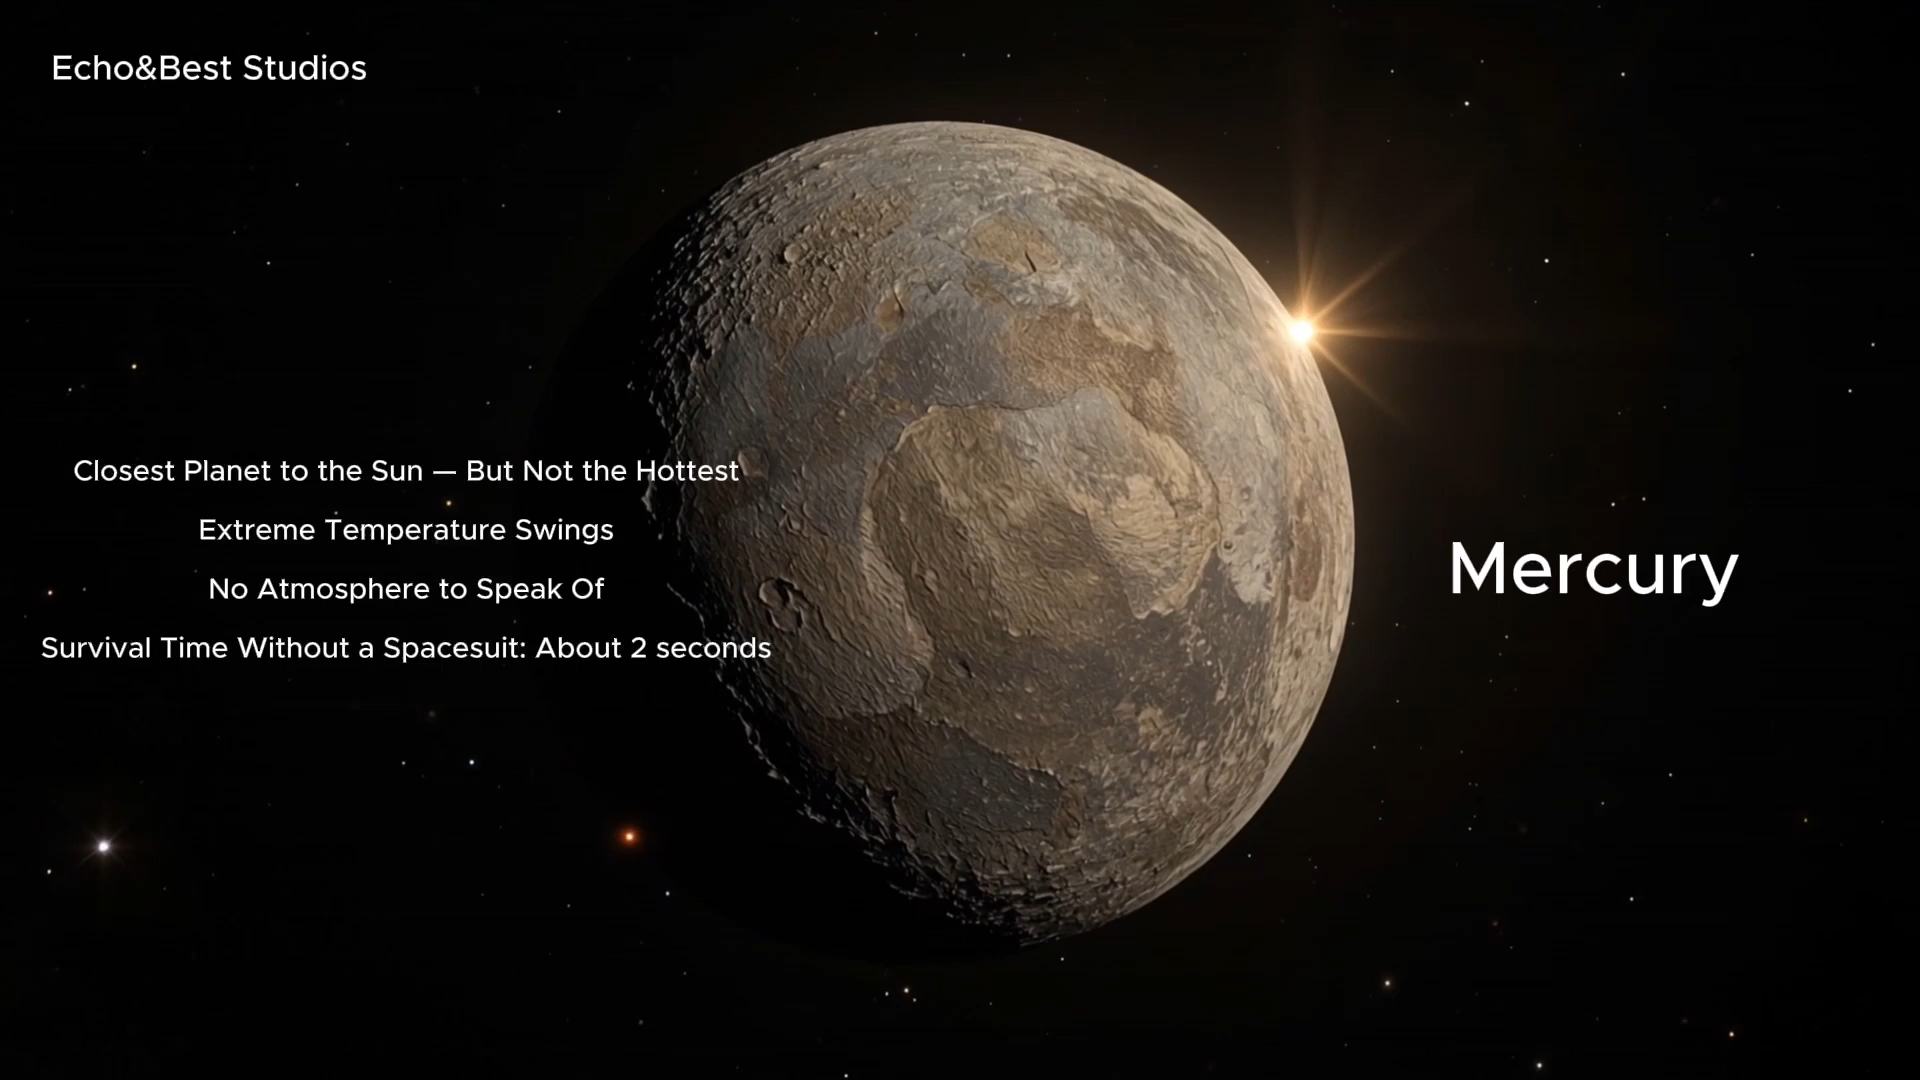 Echo&Best Studios
Closest Planet to the Sun — But Not the Hottest
Extreme Temperature Swings
No Atmosphere to Speak Of
Survival Time Without a Spacesuit: About 2 seconds
Mercury